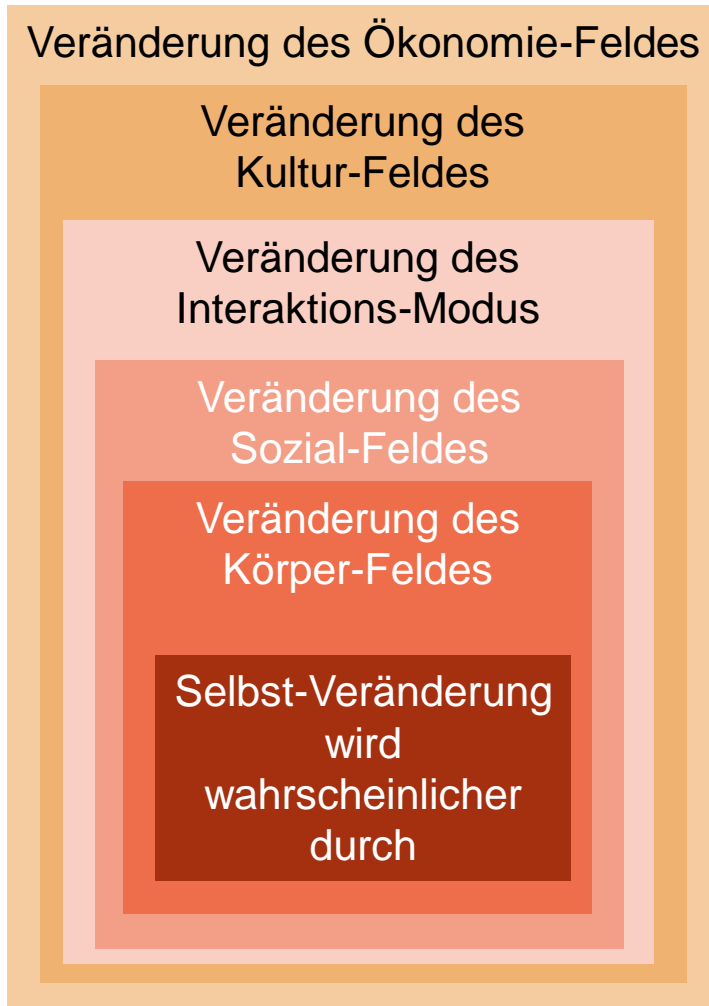 Veränderung des Ökonomie-Feldes
Veränderung des
Kultur-Feldes
Veränderung des
Interaktions-Modus
Veränderung des
Sozial-Feldes
Veränderung des
Körper-Feldes
Selbst-Veränderung
wird
wahrscheinlicher
durch